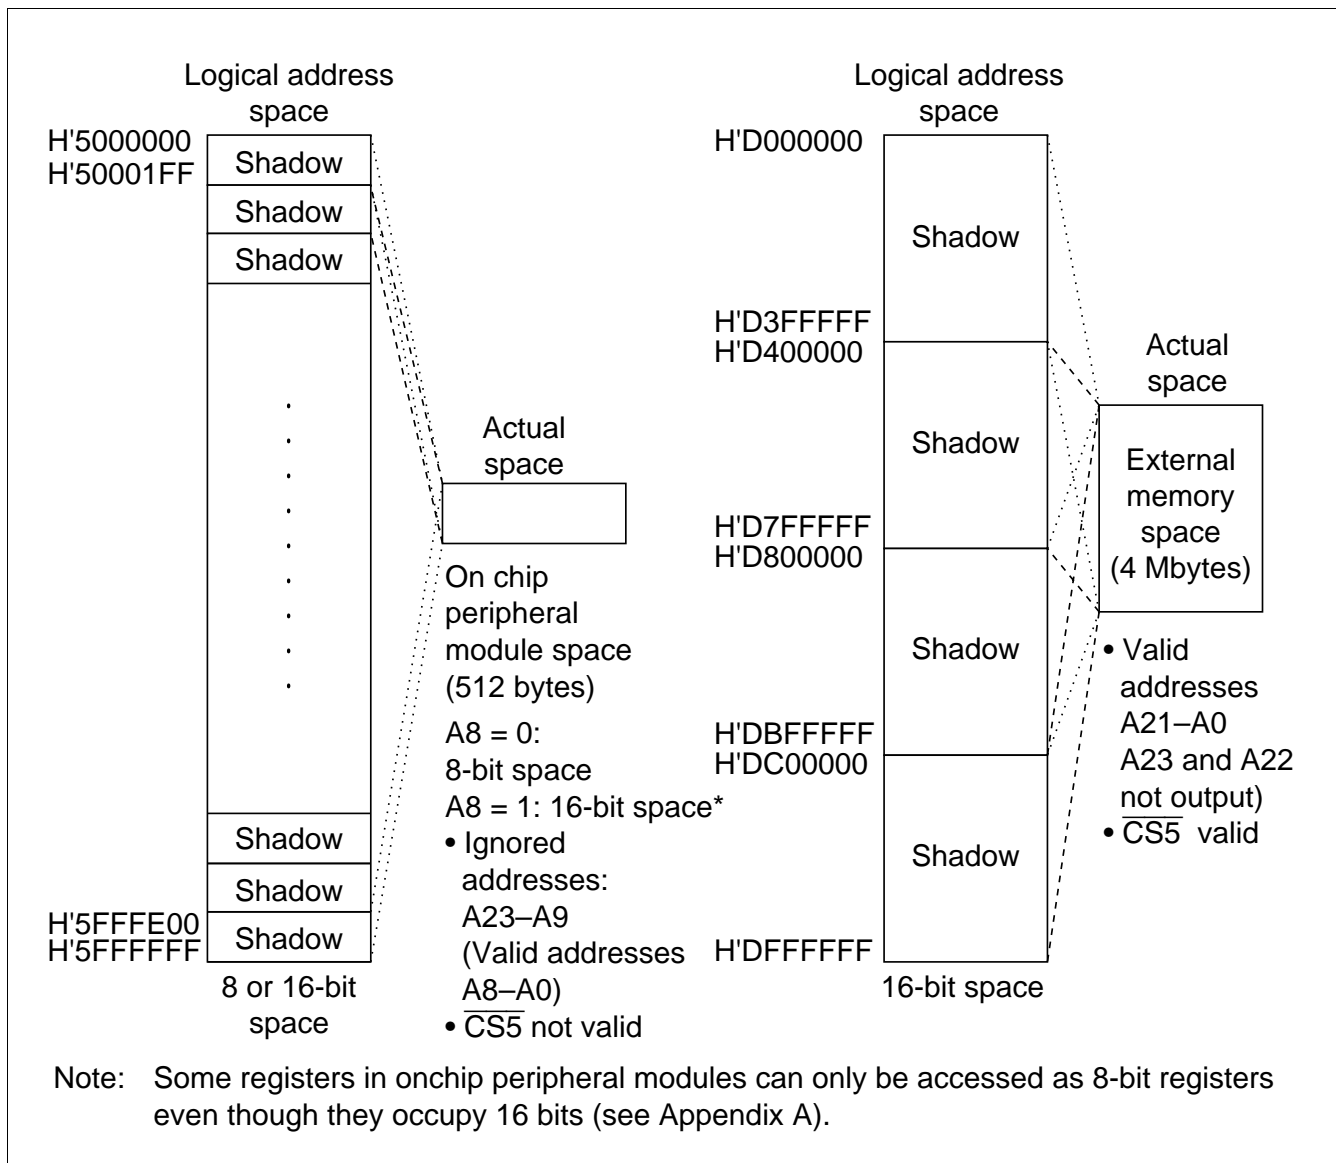 Logical address
space
H'5000000
H'50001FF
Shadow
Shadow
Shadow
Shadow
Shadow
H'5FFFE00
H'5FFFFFF
Shadow
8 or 16-bit
space
Actual
space
On chip
peripheral
module space
(512 bytes)
A8 = 0:
8-bit space
A8 = 1: 16-bit space*
• Ignored
addresses:
A23–A9
(Valid addresses
A8–A0)
• CS5 not valid
Logical address
space
H'D000000
Shadow
H'D3FFFFF
H'D400000
Shadow
H'D7FFFFF
H'D800000
Shadow
H'DBFFFFF
H'DC00000
Shadow
H'DFFFFFF
16-bit space
Actual
space
External
memory
space
(4 Mbytes)
• Valid
addresses
A21–A0
A23 and A22
not output)
• CS5 valid
Note: Some registers in onchip peripheral modules can only be accessed as 8-bit registers
even though they occupy 16 bits (see Appendix A).